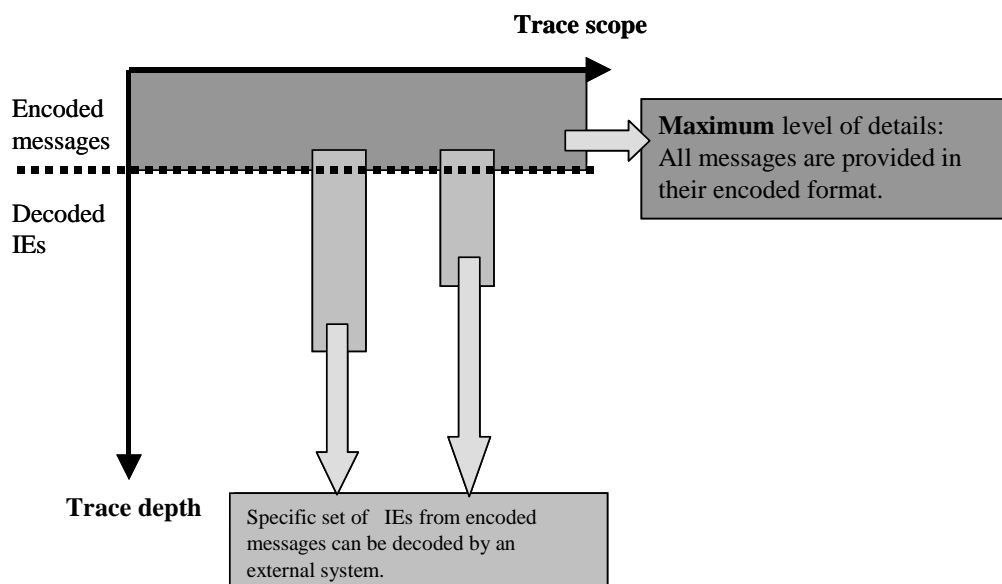 Trace scope
Encoded
messages
Maximum level of details:
All messages are provided in
their encoded format.
Decoded
IEs
Trace depth
Specific set of IEs from encoded
messages can be decoded by an
external system.